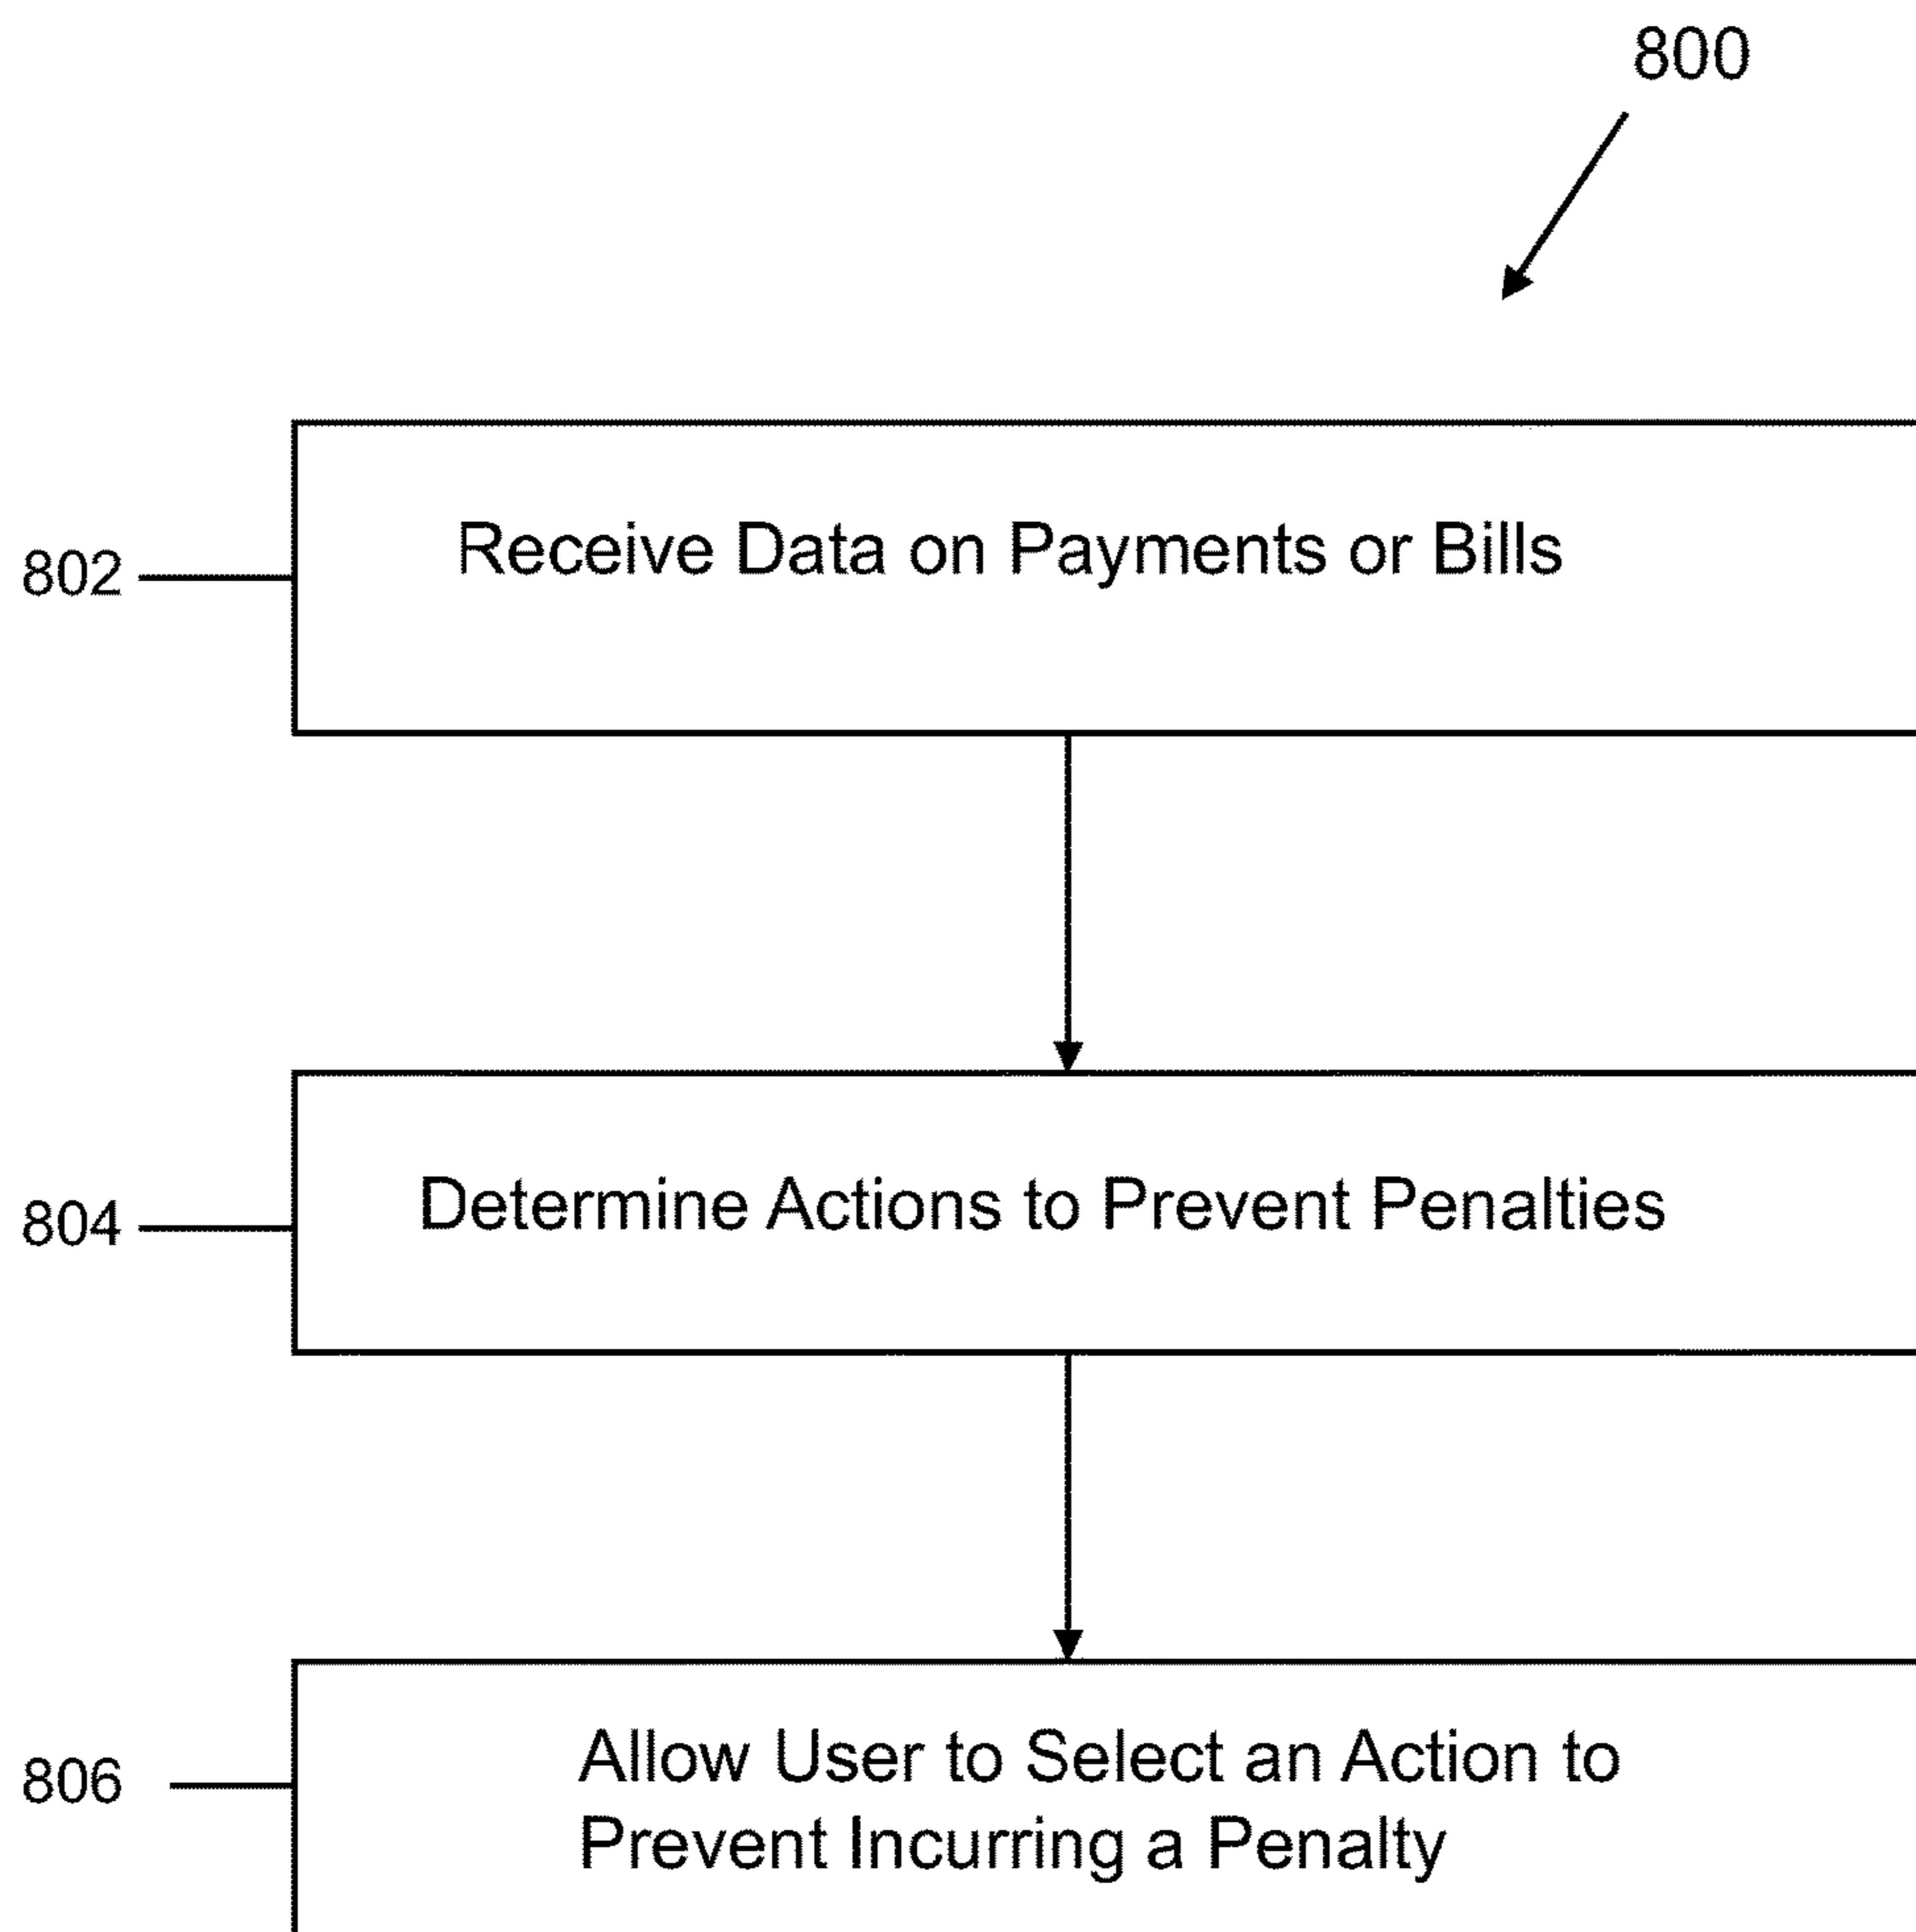 800
802
Receive Data on Payments or Bills
804
Determine Actions to Prevent Penalties
806
Allow User to Select an Action to
Prevent Incurring a Penalty